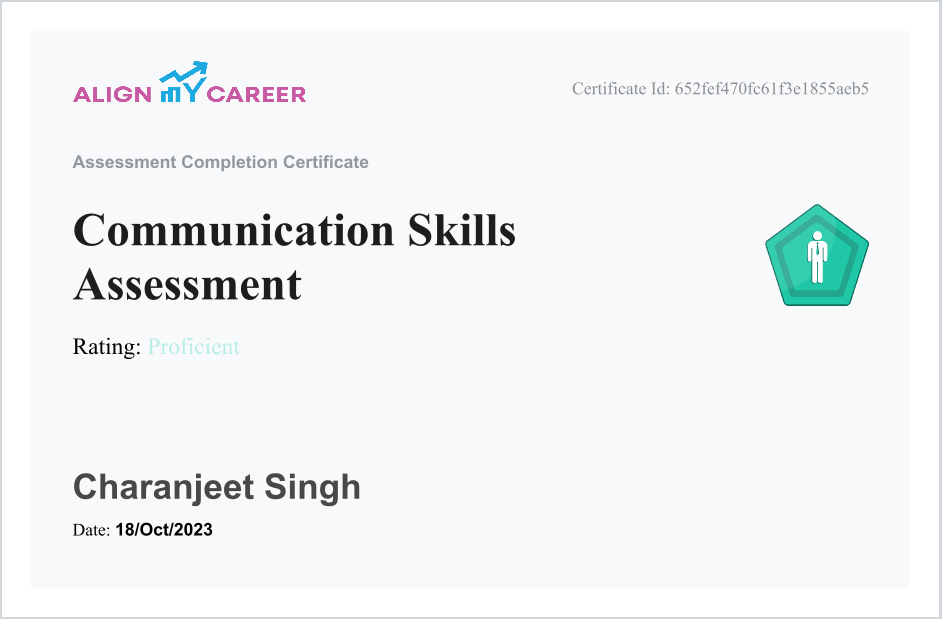 ALIGN MY CAREER
Certificate Id: 652fef470fc61f3e1855aeb5
Assessment Completion Certificate
Communication Skills
Assessment
Rating: Proficient
Charanjeet Singh
Date: 18/Oct/2023